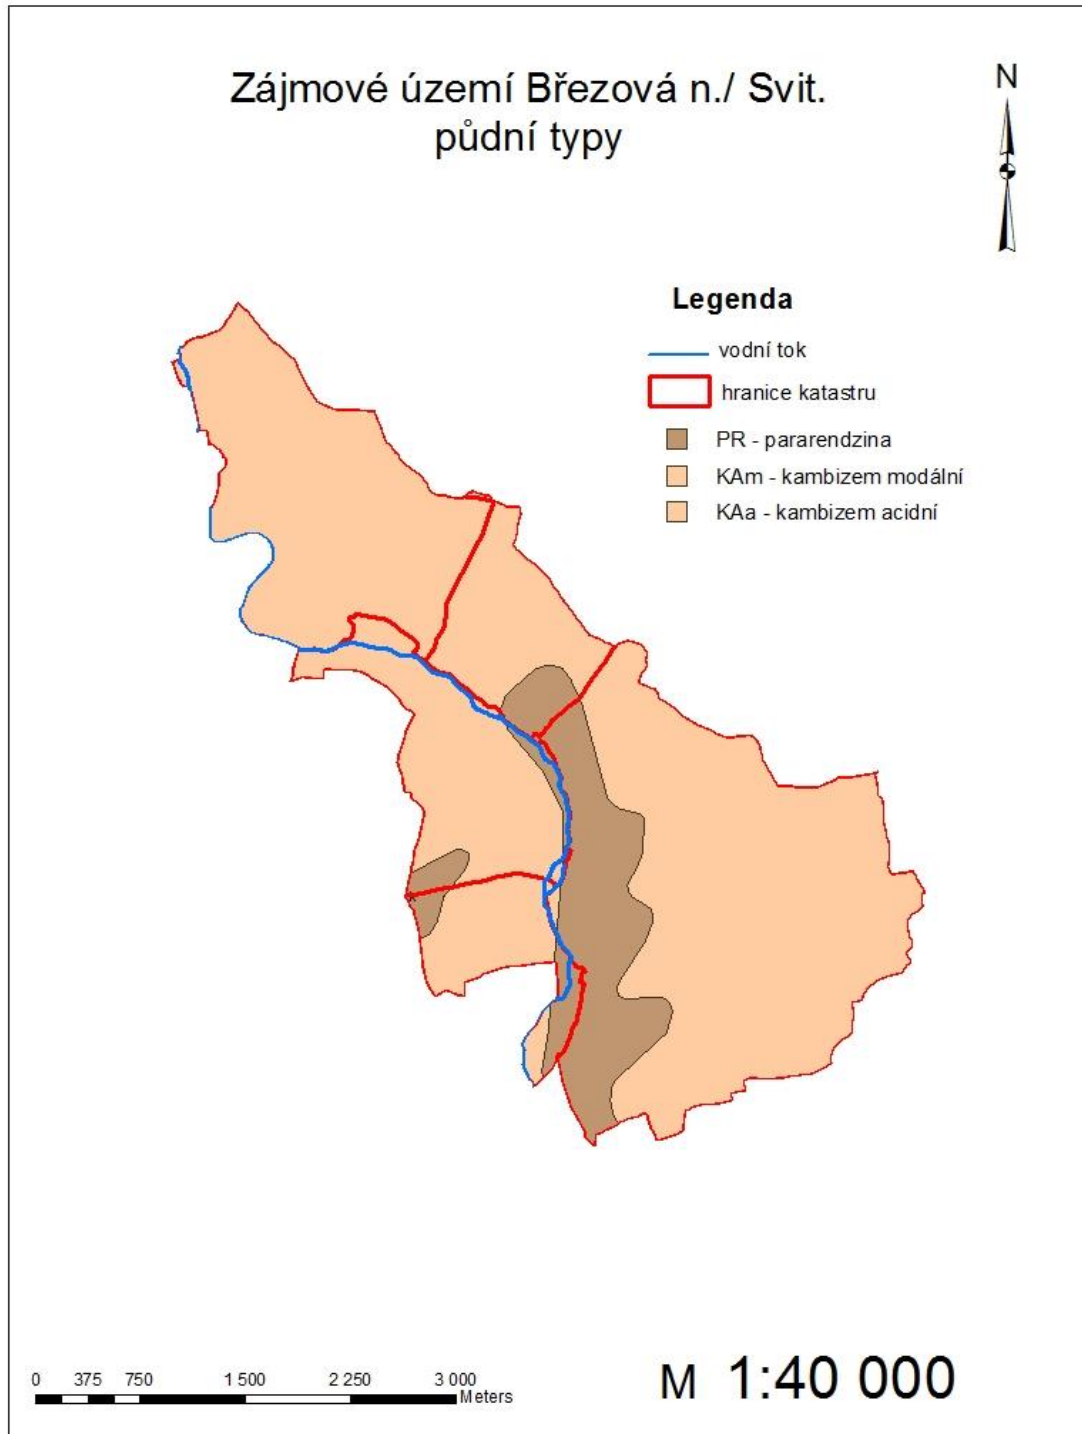 Zájmové území Březová n./ Svit.
půdní typy
N
Legenda
vodní tok
hranice katastru
PR - pararendzina
KAm - kambizem modální
KAa - kambizem acidní
0 375 750 1 500 2 250 3 000
Meters
M 1:40 000